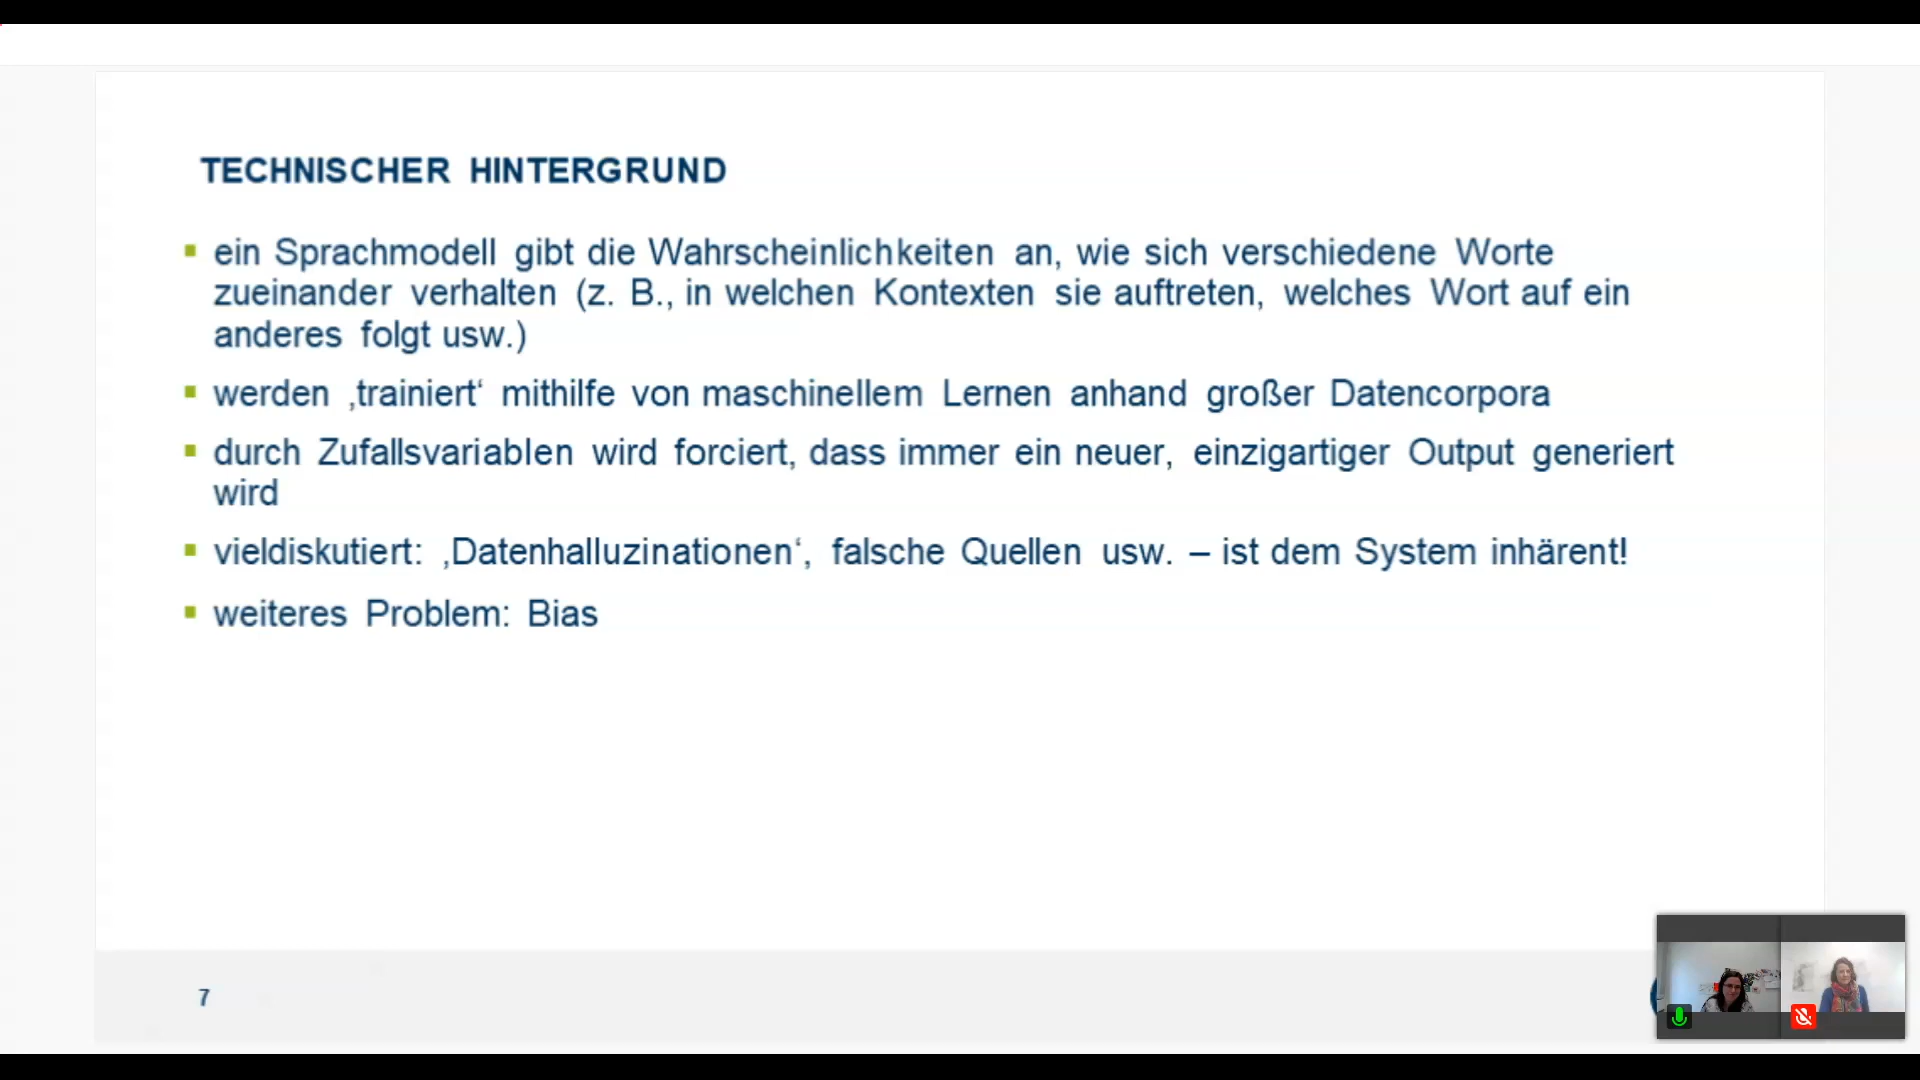 TECHNISCHER HINTERGRUND
ein Sprachmodell gibt die Wahrscheinlichkeiten an, wie sich verschiedene Worte
zueinander verhalten (z. B., in welchen Kontexten sie auftreten, welches Wort auf ein
anderes folgt usw.)
werden ‚trainiert‘ mithilfe von maschinellem Lernen anhand großer Datencorpora
durch Zufallsvariablen wird forciert, dass immer ein neuer, einzigartiger Output generiert
wird
vieldiskutiert: ‚Datenhalluzinationen‘, falsche Quellen usw. – ist dem System inhärent!
weiteres Problem: Bias
7